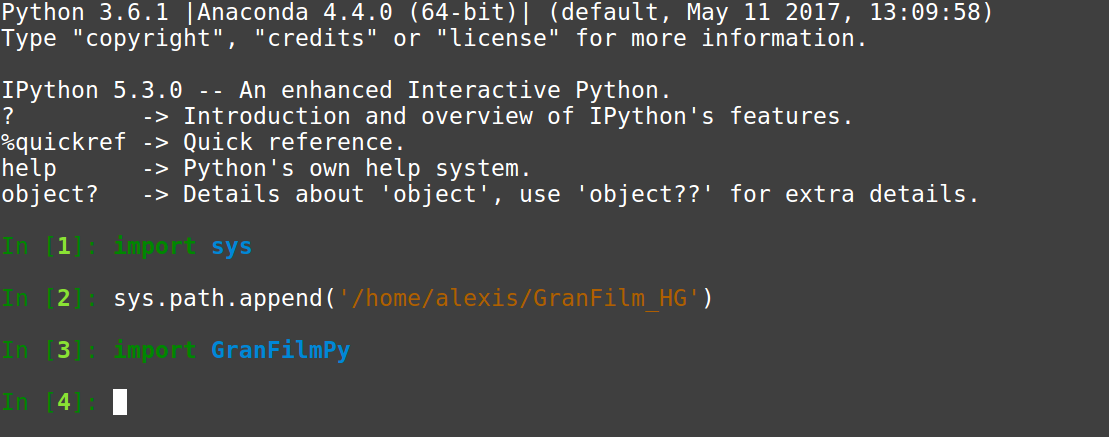 Python 3.6.1 |Anaconda 4.4.0 (64-bit)| (default, May 11 2017, 13:09:58)
Type "copyright", "credits" or "license" for more information.
IPython 5.3.0 -- An enhanced Interactive Python.
?         -> Introduction and overview of IPython's features.
%quickref -> Quick reference.
help      -> Python's own help system.
object?   -> Details about 'object', use 'object??' for extra details.
In [1]: import sys
In [2]: sys.path.append('/home/alexis/GranFilm_HG')
In [3]: import GranFilmPy
In [4]: